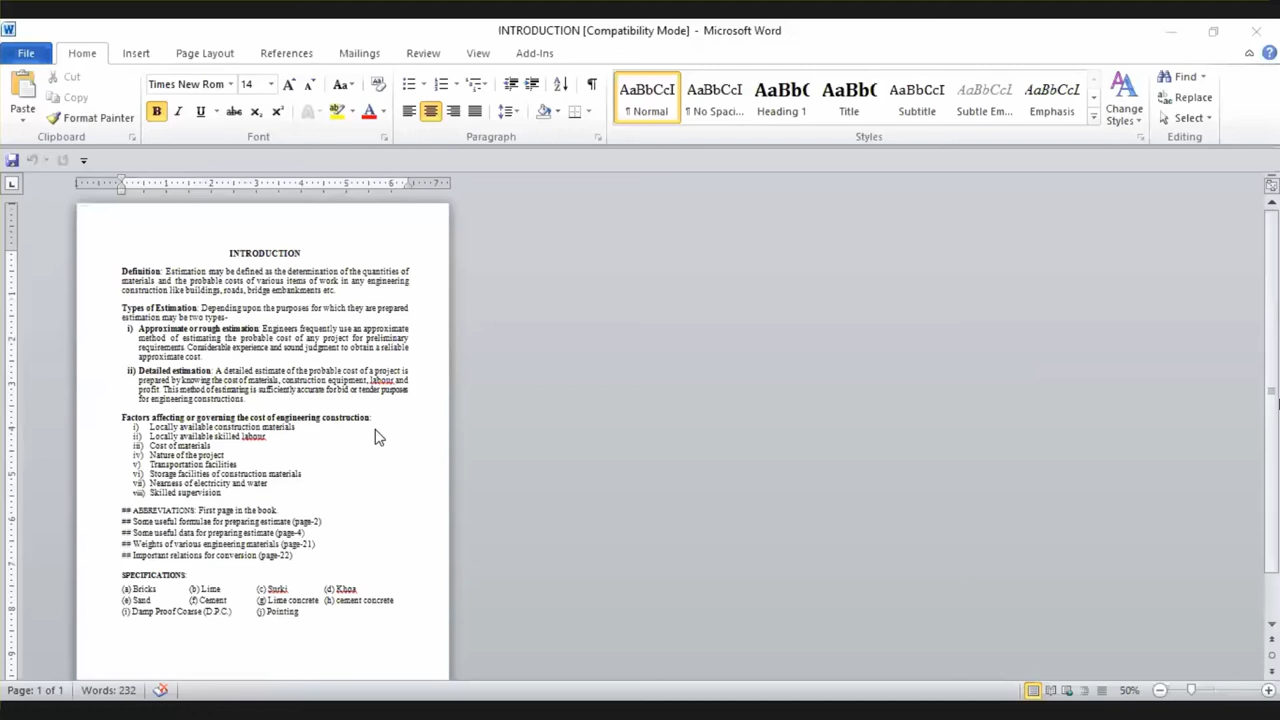 INTRODUCTION [Compatibility Mode] - Microsoft Word
File Home Insert Page Layout References Mailings Review View Add-Ins
Paste
Cut
Copy
Format Painter
Clipboard
Times New Rom 14
Font
Paragraph
AaBbCcI AaBbCcI AaBbC AaBbC AaBbCcI AaBbCcI AaBbCcI
¶ Normal ¶ No Spaci... Heading 1 Title Subtitle Subtle Em... Emphasis
Styles
Change Styles
Find
Replace
Select
Editing
INTRODUCTION
Definition: Estimation may be defined as the determination of the quantities of
materials and the probable costs of various items of work in any engineering
construction like buildings, roads, bridge embankments etc.
Types of Estimation: Depending upon the purposes for which they are prepared
estimation may be two types-
i) Approximate or rough estimation: Engineers frequently use an approximate
method of estimating the probable cost of any project for preliminary
requirements. Considerable experience and sound judgment to obtain a reliable
approximate cost.
ii) Detailed estimation: A detailed estimate of the probable cost of a project is
prepared by knowing the cost of materials, construction equipment, labour and
profit. This method of estimating is sufficiently accurate for bid or tender purposes
for engineering constructions.
Factors affecting or governing the cost of engineering construction:
i) Locally available construction materials
ii) Locally available skilled labour
iii) Cost of materials
iv) Nature of the project
v) Transportation facilities
vi) Storage facilities of construction materials
vii) Nearness of electricity and water
viii) Skilled supervision
## ABBREVIATIONS: First page in the book.
## Some useful formulae for preparing estimate (page-2)
## Some useful data for preparing estimate (page-4)
## Weights of various engineering materials (page-21)
## Important relations for conversion (page-22)
SPECIFICATIONS:
(a) Bricks (b) Lime (c) Surki (d) Khoa
(e) Sand (f) Cement (g) Lime concrete (h) cement concrete
(i) Damp Proof Coarse (D.P.C.) (j) Pointing
Page: 1 of 1 Words: 232 50%